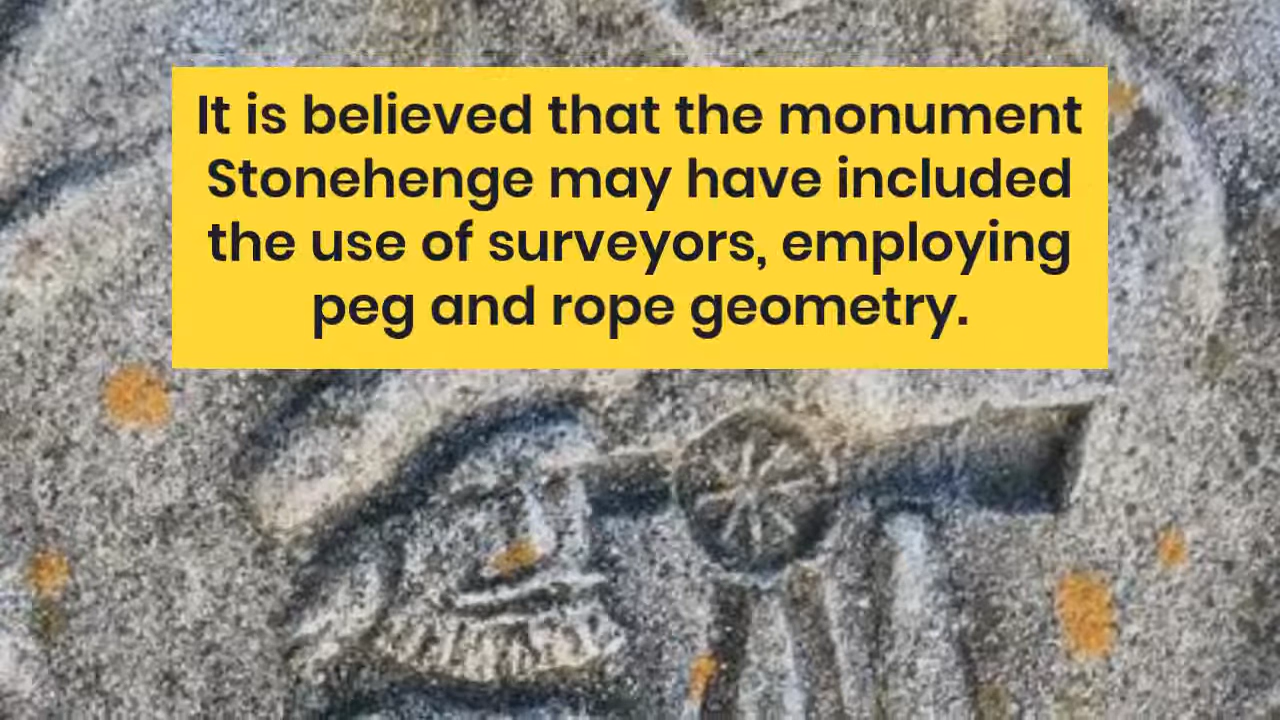 It is believed that the monument
Stonehenge may have included
the use of surveyors, employing
peg and rope geometry.